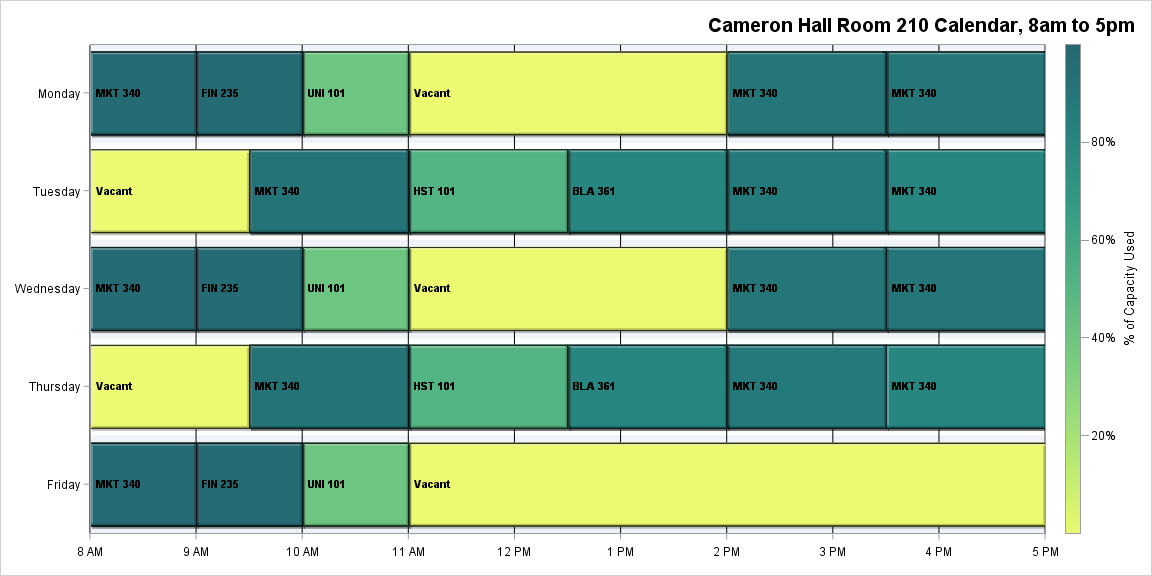 Cameron Hall Room 210 Calendar, 8am to 5pm
Monday
MKT 340
FIN 235
UNI 101
Vacant
MKT 340
MKT 340
Tuesday
Vacant
MKT 340
HST 101
BLA 361
MKT 340
MKT 340
Wednesday
MKT 340
FIN 235
UNI 101
Vacant
MKT 340
MKT 340
Thursday
Vacant
MKT 340
HST 101
BLA 361
MKT 340
MKT 340
Friday
MKT 340
FIN 235
UNI 101
Vacant
8 AM
9 AM
10 AM
11 AM
12 PM
1 PM
2 PM
3 PM
4 PM
5 PM
80%
60%
40%
20%
% of Capacity Used